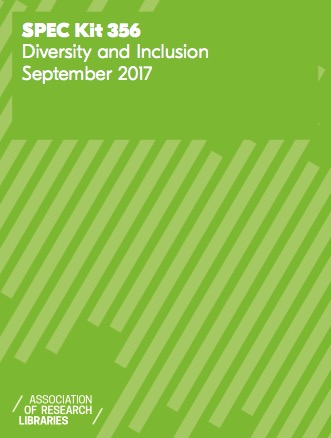 SPEC Kit 356
Diversity and Inclusion
September 2017
ASSOCIATION
OF RESEARCH
LIBRARIES